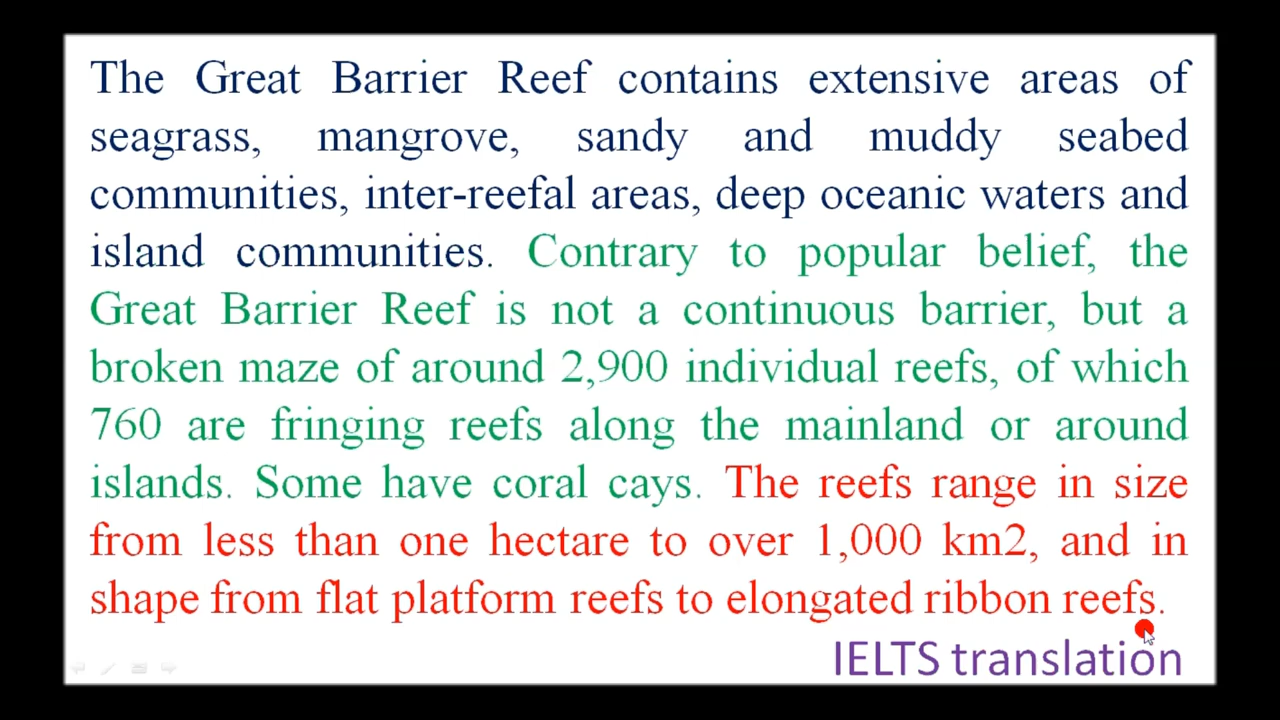 The Great Barrier Reef contains extensive areas of
seagrass, mangrove, sandy and muddy seabed
communities, inter-reefal areas, deep oceanic waters and
island communities. Contrary to popular belief, the
Great Barrier Reef is not a continuous barrier, but a
broken maze of around 2,900 individual reefs, of which
760 are fringing reefs along the mainland or around
islands. Some have coral cays. The reefs range in size
from less than one hectare to over 1,000 km2, and in
shape from flat platform reefs to elongated ribbon reefs.
IELTS translation